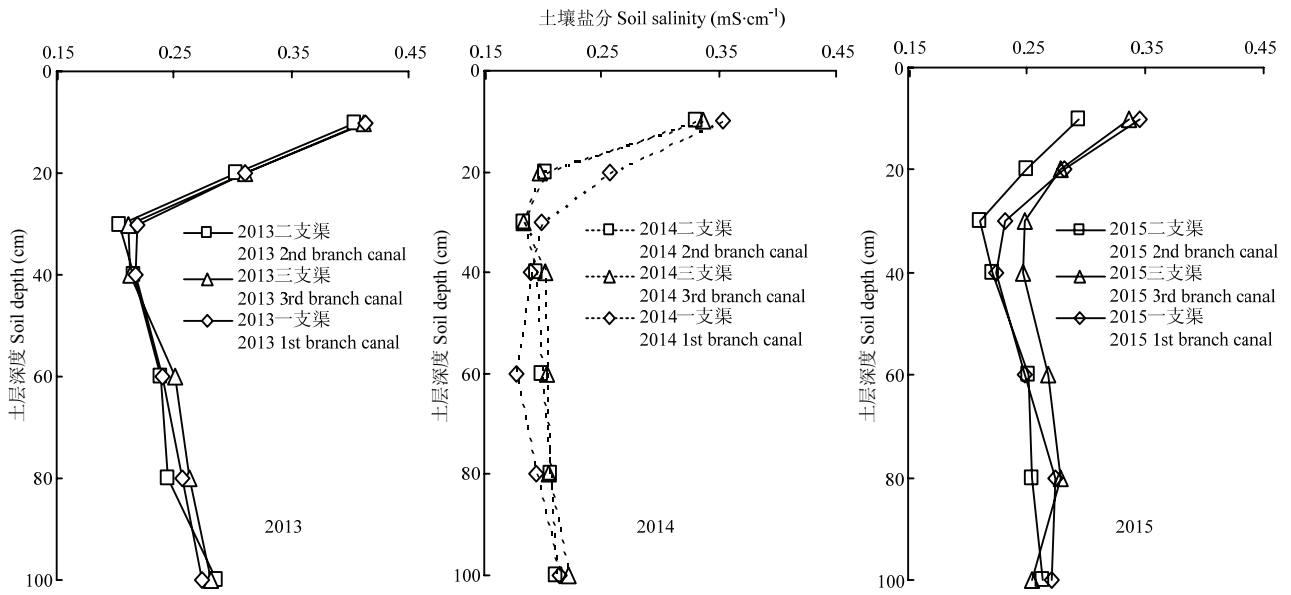 土壤盐分 Soil salinity (mS·cm⁻¹)
0.15 0.25 0.35 0.45
0
20
40
60
80
100
土层深度 Soil depth (cm)
2013二支渠
2013 2nd branch canal
2013三支渠
2013 3rd branch canal
2013一支渠
2013 1st branch canal
2013
0.15 0.25 0.35 0.45
0
20
40
60
80
100
土层深度 Soil depth (cm)
2014二支渠
2014 2nd branch canal
2014三支渠
2014 3rd branch canal
2014一支渠
2014 1st branch canal
2014
0.15 0.25 0.35 0.45
0
20
40
60
80
100
土层深度 Soil depth (cm)
2015二支渠
2015 2nd branch canal
2015三支渠
2015 3rd branch canal
2015一支渠
2015 1st branch canal
2015